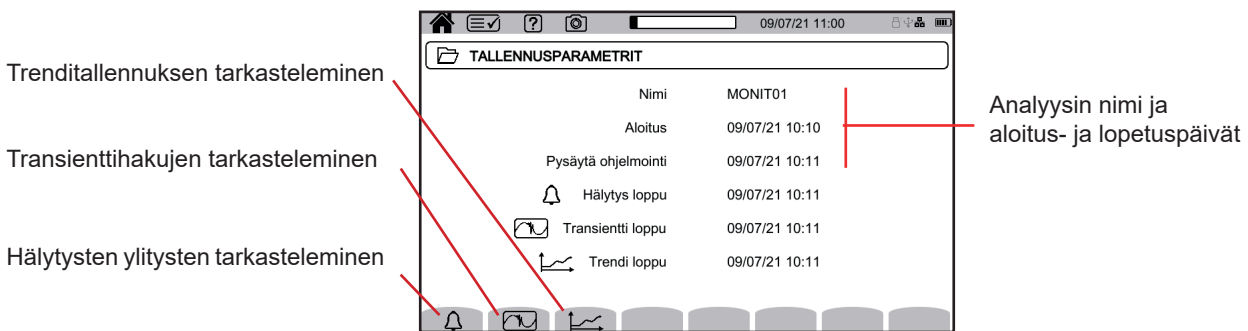 09/07/21 11:00
TALLENNUSPARAMETRIT
Trenditallennuksen tarkasteleminen
Transienttihakujen tarkasteleminen
Hälytysten ylitysten tarkasteleminen
Nimi MONIT01
Aloitus 09/07/21 10:10
Pysäytä ohjelmointi 09/07/21 10:11
Hälytys loppu 09/07/21 10:11
Transientti loppu 09/07/21 10:11
Trendi loppu 09/07/21 10:11
Analyysin nimi ja
aloitus- ja lopetuspäivät